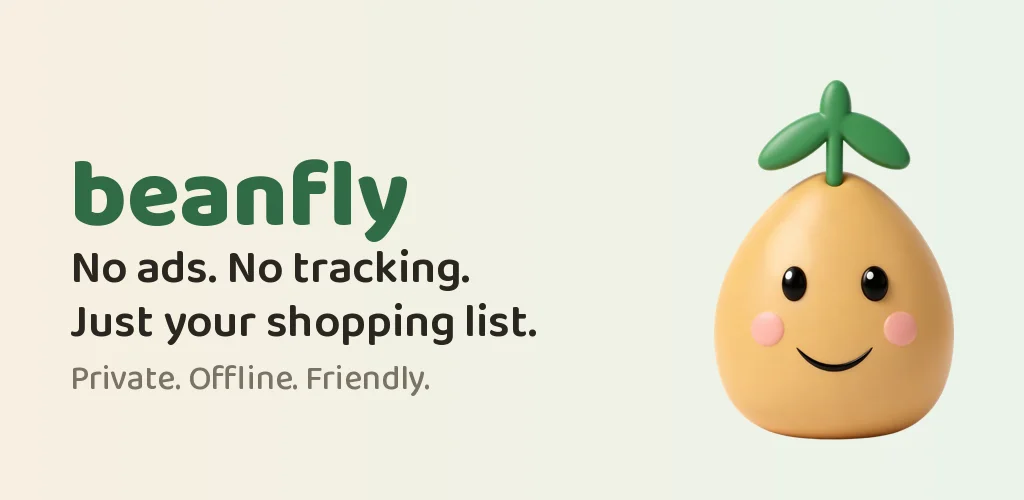 beanfly
No ads. No tracking.
Just your shopping list.
Private. Offline. Friendly.